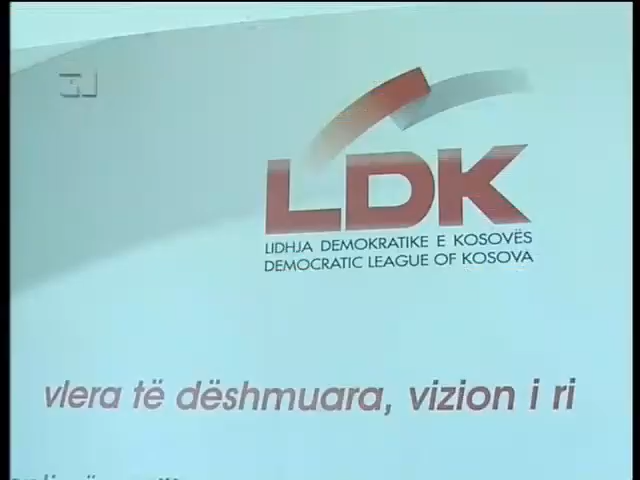 LDK
LIDHJA DEMOKRATIKE E KOSOVËS
DEMOCRATIC LEAGUE OF KOSOVA
vlera të dëshmuara, vizion i ri